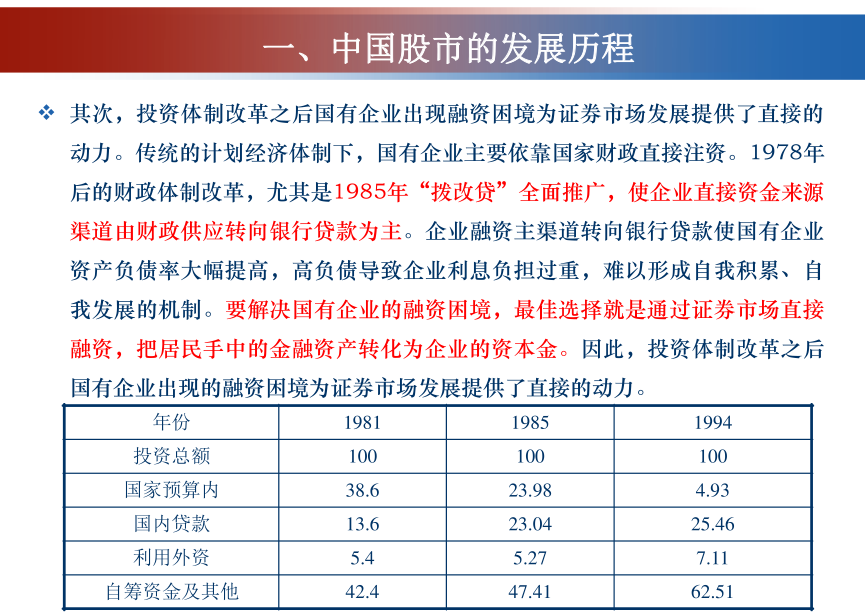 一、中国股市的发展历程
其次，投资体制改革之后国有企业出现融资困境为证券市场发展提供了直接的
动力。传统的计划经济体制下，国有企业主要依靠国家财政直接注资。1978年
后的财政体制改革，尤其是1985年“拨改贷”全面推广，使企业直接资金来源
渠道由财政供应转向银行贷款为主。企业融资主渠道转向银行贷款使国有企业
资产负债率大幅提高，高负债导致企业利息负担过重，难以形成自我积累、自
我发展的机制。要解决国有企业的融资困境，最佳选择就是通过证券市场直接
融资，把居民手中的金融资产转化为企业的资本金。因此，投资体制改革之后
国有企业出现的融资困境为证券市场发展提供了直接的动力。
年份 1981 1985 1994
投资总额 100 100 100
国家预算内 38.6 23.98 4.93
国内贷款 13.6 23.04 25.46
利用外资 5.4 5.27 7.11
自筹资金及其他 42.4 47.41 62.51